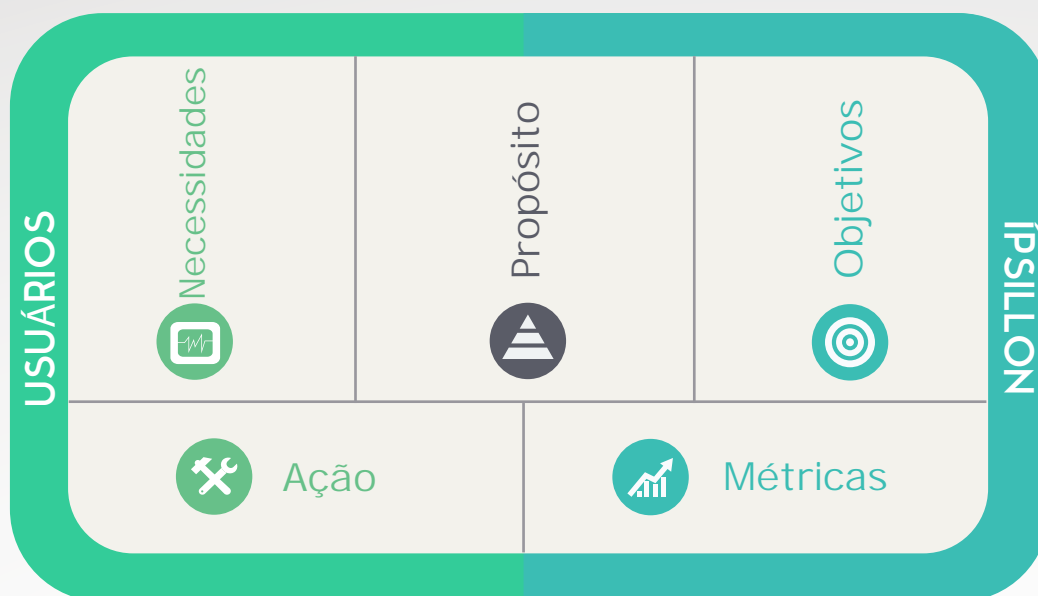 USUÁRIOS
Necessidades
Propósito
Objetivos
ÍPSILLON
Ação
Métricas